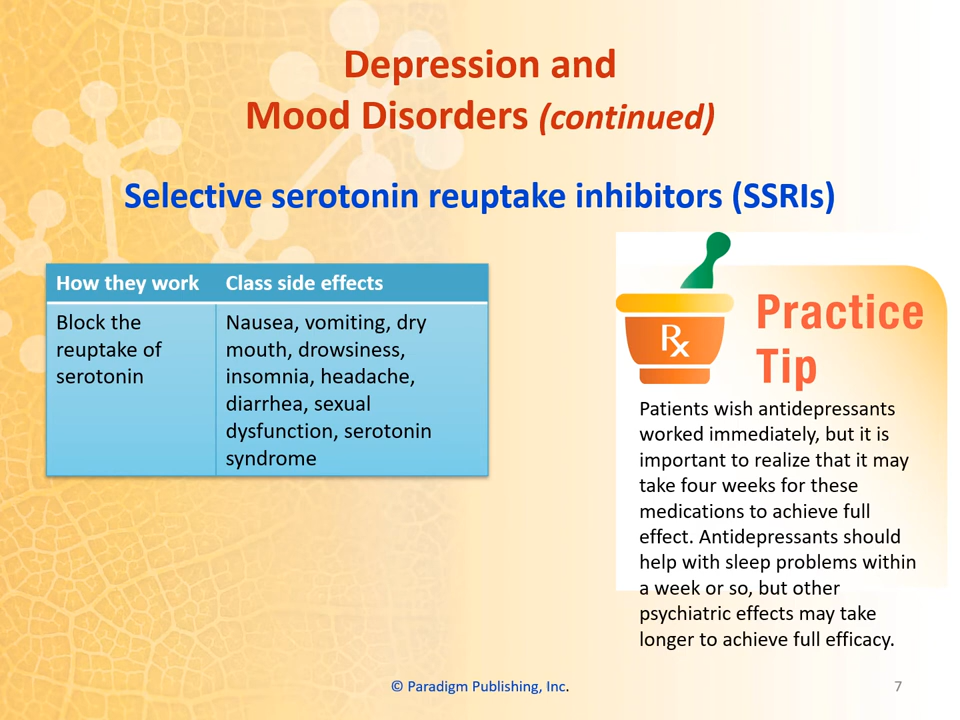 Depression and
Mood Disorders (continued)
Selective serotonin reuptake inhibitors (SSRIs)
How they work Class side effects
Block the
reuptake of
serotonin
Nausea, vomiting, dry
mouth, drowsiness,
insomnia, headache,
diarrhea, sexual
dysfunction, serotonin
syndrome
Rx
Practice
Tip
Patients wish antidepressants
worked immediately, but it is
important to realize that it may
take four weeks for these
medications to achieve full
effect. Antidepressants should
help with sleep problems within
a week or so, but other
psychiatric effects may take
longer to achieve full efficacy.
© Paradigm Publishing, Inc.
7